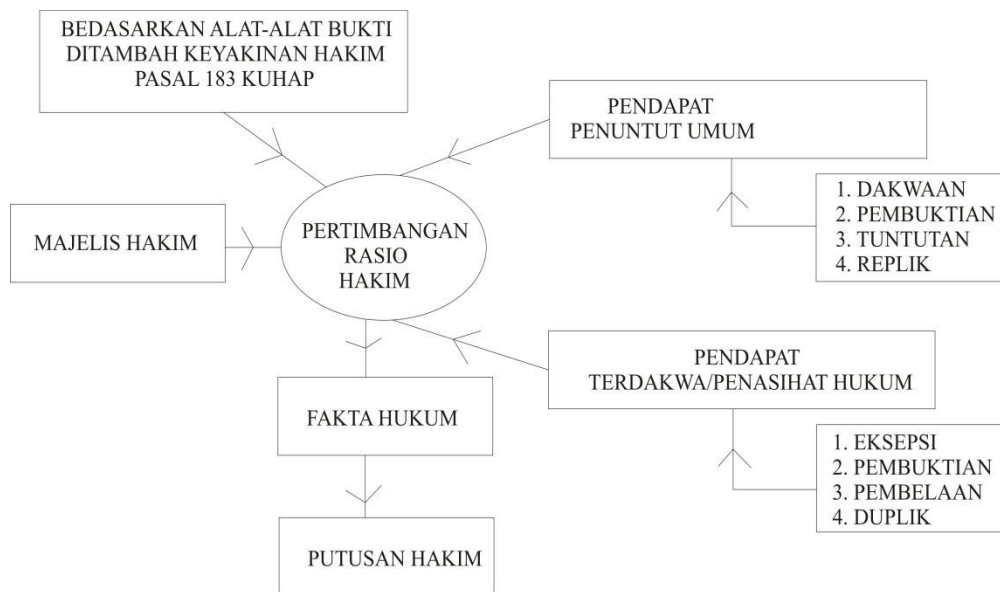 BEDASARKAN ALAT-ALAT BUKTI
DITAMBAH KEYAKINAN HAKIM
PASAL 183 KUHAP
PENDAPAT
PENUNTUT UMUM
1. DAKWAAN
2. PEMBUKTIAN
3. TUNTUTAN
4. REPLIK
MAJELIS HAKIM
PERTIMBANGAN
RASIO
HAKIM
PENDAPAT
TERDAKWA/PENASIHAT HUKUM
1. EKSEPSI
2. PEMBUKTIAN
3. PEMBELAAN
4. DUPLIK
FAKTA HUKUM
PUTUSAN HAKIM